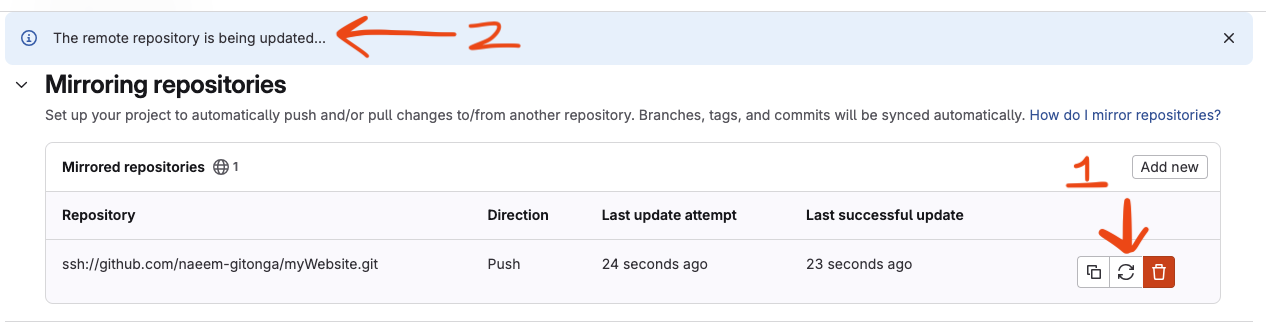 The remote repository is being updated...
2
Mirroring repositories
Set up your project to automatically push and/or pull changes to/from another repository. Branches, tags, and commits will be synced automatically. How do I mirror repositories?
Mirrored repositories 1
1
Add new
Repository Direction Last update attempt Last successful update
ssh://github.com/naeem-gitonga/myWebsite.git Push 24 seconds ago 23 seconds ago